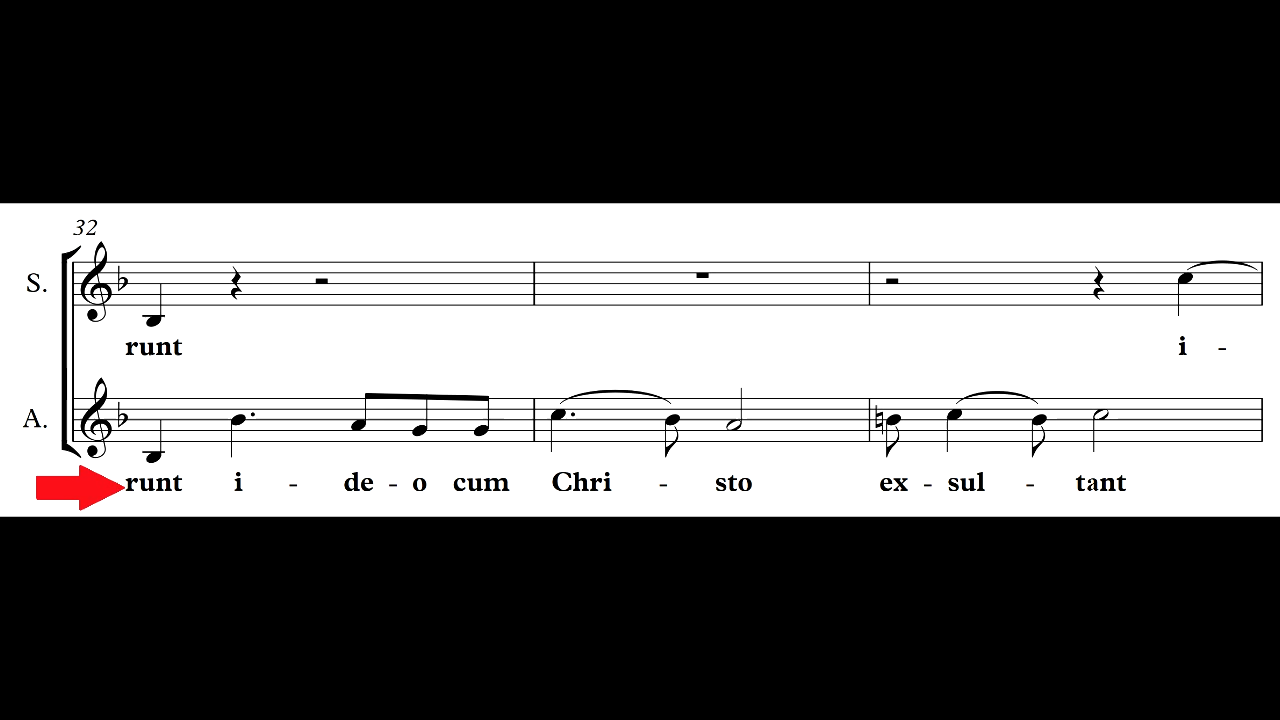 32
S.
runt i -
A.
runt i - de - o cum Chri - sto ex - sul - tant